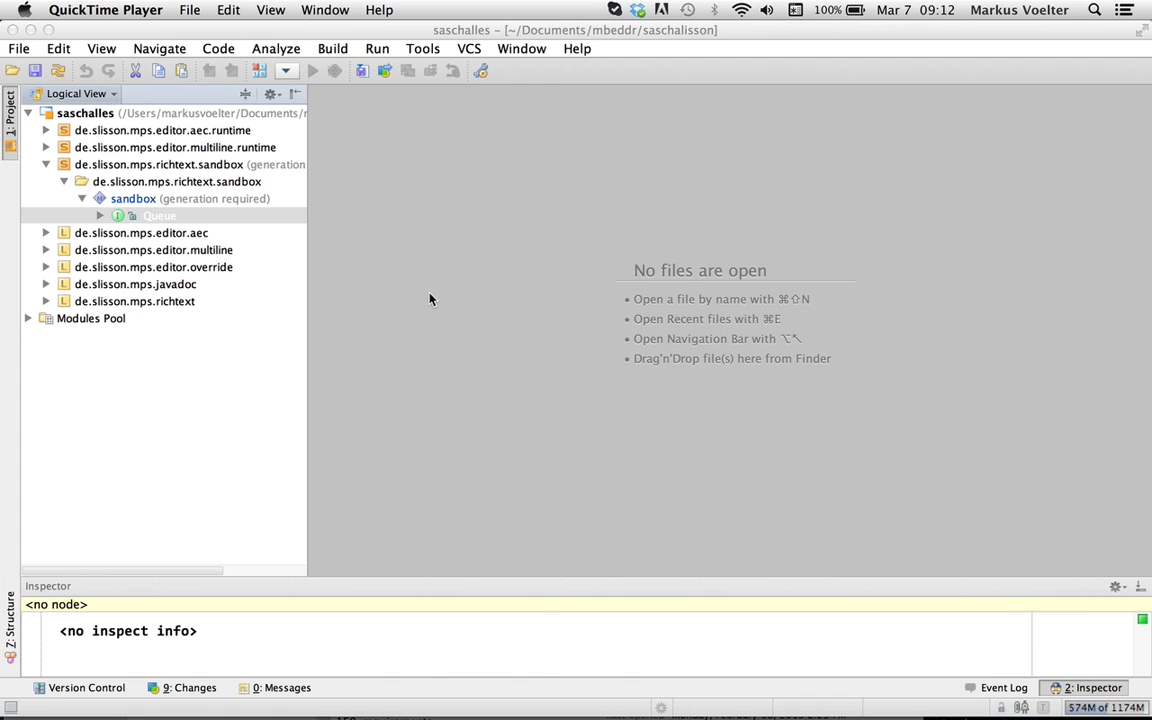 QuickTime Player File Edit View Window Help 100% Mar 7 09:12 Markus Voelter
saschalles - [~/Documents/mbeddr/saschalisson]
File Edit View Navigate Code Analyze Build Run Tools VCS Window Help
1: Project
Logical View
saschalles (/Users/markusvoelter/Documents/r
de.slisson.mps.editor.aec.runtime
de.slisson.mps.editor.multiline.runtime
de.slisson.mps.richtext.sandbox (generation
de.slisson.mps.richtext.sandbox
sandbox (generation required)
Queue
de.slisson.mps.editor.aec
de.slisson.mps.editor.multiline
de.slisson.mps.editor.override
de.slisson.mps.javadoc
de.slisson.mps.richtext
Modules Pool
No files are open
• Open a file by name with ⌘⇧N
• Open Recent files with ⌘E
• Open Navigation Bar with ⌥↖
• Drag'n'Drop file(s) here from Finder
Z: Structure
Inspector
<no node>
<no inspect info>
Version Control 9: Changes 0: Messages Event Log 2: Inspector
574M of 1174M